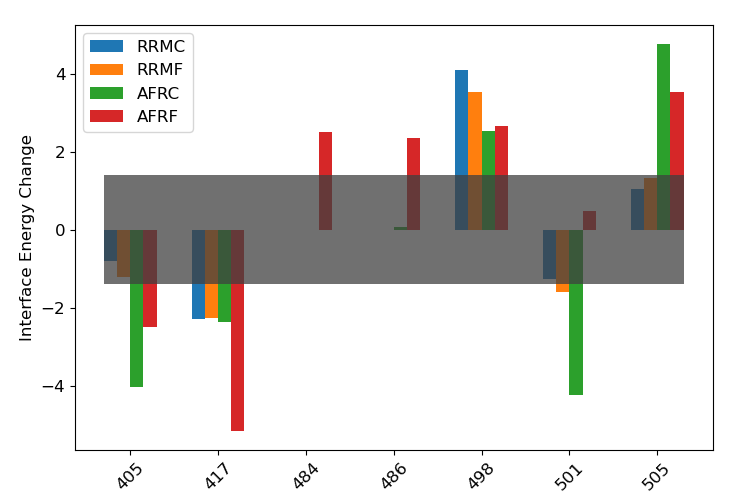 RRMC
RRMF
AFRC
AFRF
Interface Energy Change
4
2
0
−2
−4
405
417
484
486
498
501
505